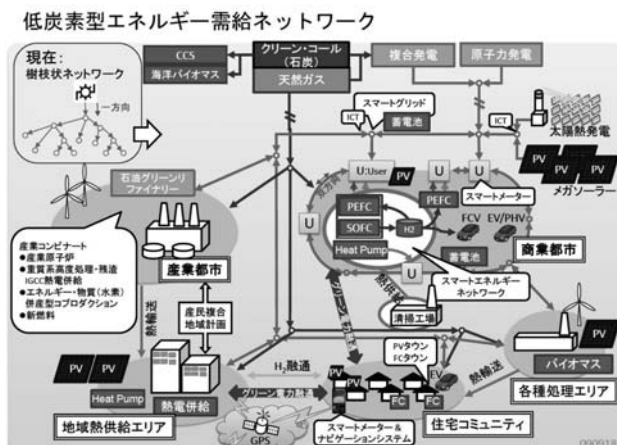 低炭素型エネルギー需給ネットワーク
現在:
樹枝状ネットワーク
一方向
CCS
海洋バイオマス
クリーン・コール
(石炭)
天然ガス
複合発電
原子力発電
スマートグリッド
ICT
蓄電池
ICT
太陽熱発電
PV
PV
PV
メガソーラー
石油グリーンリ
ファイナリー
U:User
PV
U
U
スマートメーター
U
U
U
PEFC
SOFC
Heat Pump
H2
PEFC
FCV
EV/PHV
蓄電池
商業都市
スマートエネルギー
ネットワーク
産業コンビナート
●産業原子炉
●重質系高度処理・残渣
IGCC熱電併給
●エネルギー・物質(水素)
併産型コプロダクション
●新燃料
産業都市
熱輸送
産民複合
地域計画
熱供給
清掃工場
PVタウン
FCタウン
PV
バイオマス
各種処理エリア
熱輸送
PV
PV
Heat Pump
熱電併給
地域熱供給エリア
H2融通
グリーン電力融通
GPS
PV
PV
EV
FC
FC
スマートメーター&
ナビゲーションシステム
住宅コミュニティ
090918